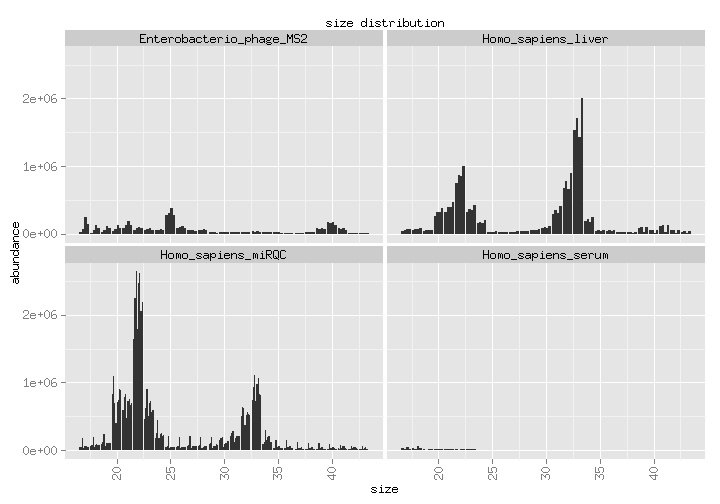 size distribution
Enterobacterio_phage_MS2 Homo_sapiens_liver
2e+06
1e+06
0e+00
abundance
Homo_sapiens_miRQC Homo_sapiens_serum
2e+06
1e+06
0e+00
20 25 30 35 40 20 25 30 35 40
size